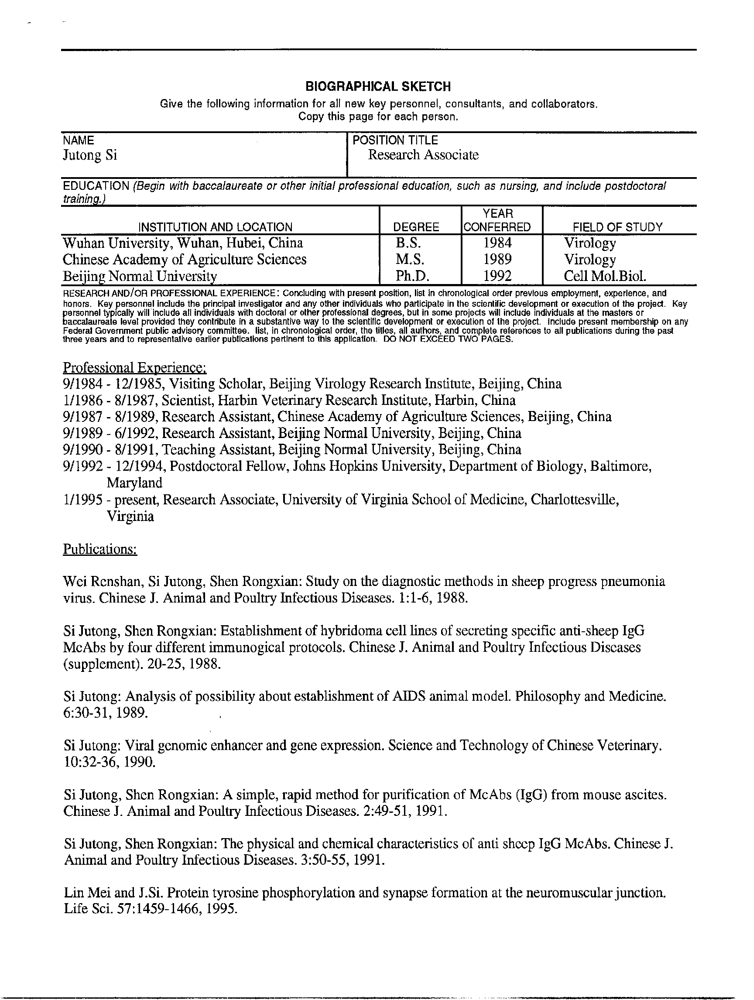 BIOGRAPHICAL SKETCH
Give the following information for all new key personnel, consultants, and collaborators.
Copy this page for each person.
NAME
Jutong Si
POSITION TITLE
Research Associate
EDUCATION (Begin with baccalaureate or other initial professional education, such as nursing, and include postdoctoral
training.)
INSTITUTION AND LOCATION DEGREE YEAR CONFERRED FIELD OF STUDY
Wuhan University, Wuhan, Hubei, China B.S. 1984 Virology
Chinese Academy of Agriculture Sciences M.S. 1989 Virology
Beijing Normal University Ph.D. 1992 Cell Mol.Biol.
RESEARCH AND/OR PROFESSIONAL EXPERIENCE: Concluding with present position, list in chronological order previous employment, experience, and
honors. Key personnel include the principal investigator and any other individuals who participate in the scientific development or execution of the project. Key
personnel typically will include all individuals with doctoral or other professional degrees, but in some projects will include individuals at the masters or
baccalaureate level provided they contribute in a substantive way to the scientific development or execution of the project. Include present membership on any
Federal Government public advisory committee. list, in chronological order, the titles, all authors, and complete references to all publications during the past
three years and to representative earlier publications pertinent to this application. DO NOT EXCEED TWO PAGES.
Professional Experience:
9/1984 - 12/1985, Visiting Scholar, Beijing Virology Research Institute, Beijing, China
1/1986 - 8/1987, Scientist, Harbin Veterinary Research Institute, Harbin, China
9/1987 - 8/1989, Research Assistant, Chinese Academy of Agriculture Sciences, Beijing, China
9/1989 - 6/1992, Research Assistant, Beijing Normal University, Beijing, China
9/1990 - 8/1991, Teaching Assistant, Beijing Normal University, Beijing, China
9/1992 - 12/1994, Postdoctoral Fellow, Johns Hopkins University, Department of Biology, Baltimore,
Maryland
1/1995 - present, Research Associate, University of Virginia School of Medicine, Charlottesville,
Virginia
Publications:
Wei Renshan, Si Jutong, Shen Rongxian: Study on the diagnostic methods in sheep progress pneumonia
virus. Chinese J. Animal and Poultry Infectious Diseases. 1:1-6, 1988.
Si Jutong, Shen Rongxian: Establishment of hybridoma cell lines of secreting specific anti-sheep IgG
McAbs by four different immunogical protocols. Chinese J. Animal and Poultry Infectious Diseases
(supplement). 20-25, 1988.
Si Jutong: Analysis of possibility about establishment of AIDS animal model. Philosophy and Medicine.
6:30-31, 1989.
Si Jutong: Viral genomic enhancer and gene expression. Science and Technology of Chinese Veterinary.
10:32-36, 1990.
Si Jutong, Shen Rongxian: A simple, rapid method for purification of McAbs (IgG) from mouse ascites.
Chinese J. Animal and Poultry Infectious Diseases. 2:49-51, 1991.
Si Jutong, Shen Rongxian: The physical and chemical characteristics of anti sheep IgG McAbs. Chinese J.
Animal and Poultry Infectious Diseases. 3:50-55, 1991.
Lin Mei and J.Si. Protein tyrosine phosphorylation and synapse formation at the neuromuscular junction.
Life Sci. 57:1459-1466, 1995.